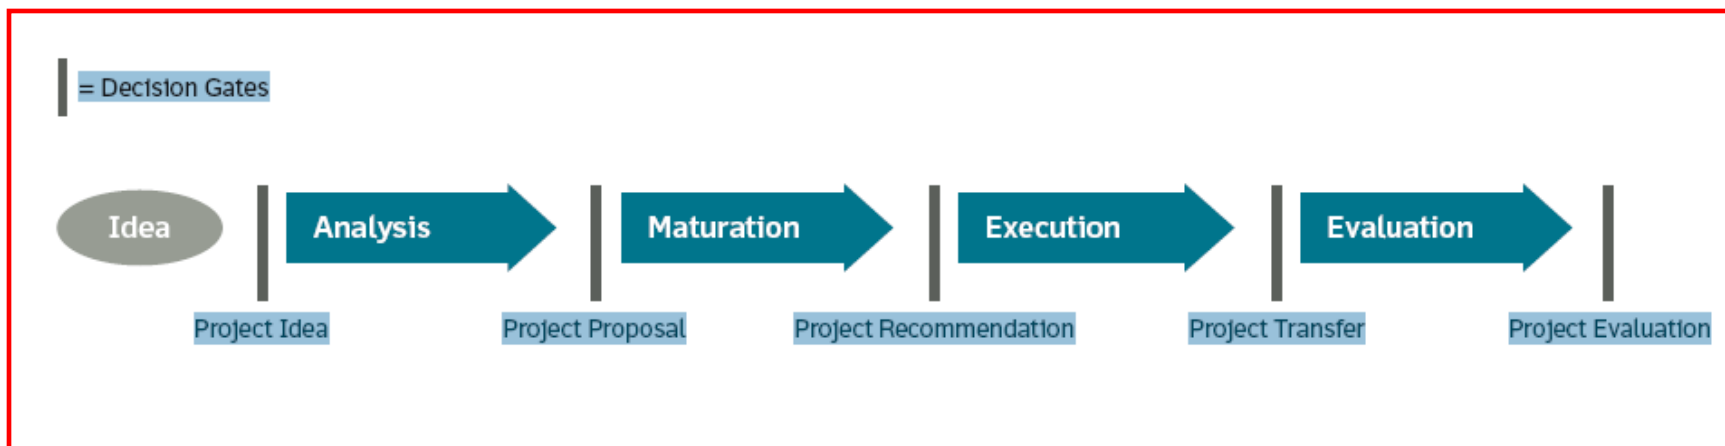 = Decision Gates
Idea
Analysis
Maturation
Execution
Evaluation
Project Idea
Project Proposal
Project Recommendation
Project Transfer
Project Evaluation